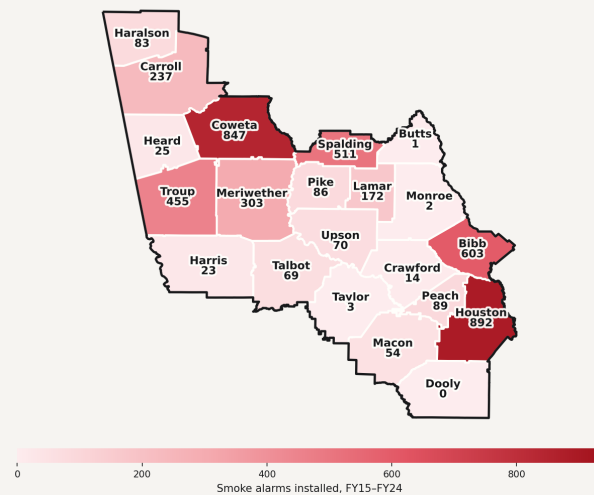 Haralson
83
Carroll
237
Coweta
847
Heard
25
Spalding
511
Butts
1
Troup
455
Meriwether
303
Pike
86
Lamar
172
Monroe
2
Upson
70
Bibb
603
Harris
23
Talbot
69
Crawford
14
Taylor
3
Peach
89
Houston
892
Macon
54
Dooly
0
0 200 400 600 800
Smoke alarms installed, FY15–FY24